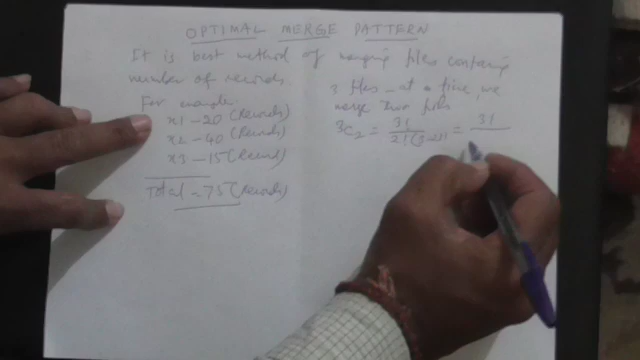 OPTIMAL MERGE PATTERN
It is best method of merging files containing
number of records
For example
x1 - 20 (Records)
x2 - 40 (Records)
x3 - 15 (Records)
Total = 75 (Records)
3 files - at a time, we
merge two files
3C2 = 3! / 2!(3-2)! = 3!